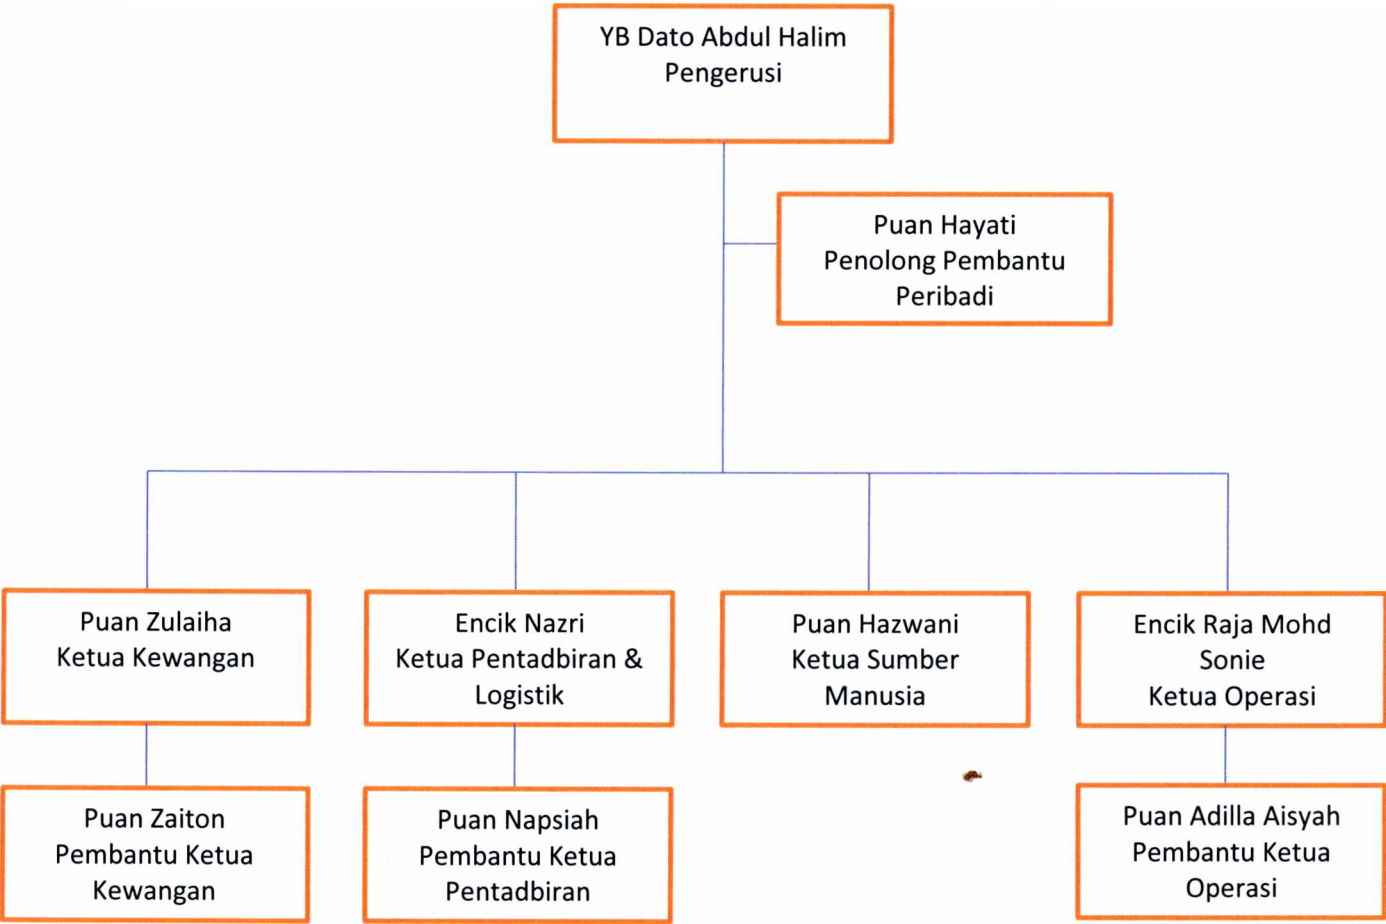 YB Dato Abdul Halim
Pengerusi
Puan Hayati
Penolong Pembantu
Peribadi
Puan Zulaiha
Ketua Kewangan
Encik Nazri
Ketua Pentadbiran &
Logistik
Puan Hazwani
Ketua Sumber
Manusia
Encik Raja Mohd
Sonie
Ketua Operasi
Puan Zaiton
Pembantu Ketua
Kewangan
Puan Napsiah
Pembantu Ketua
Pentadbiran
Puan Adilla Aisyah
Pembantu Ketua
Operasi